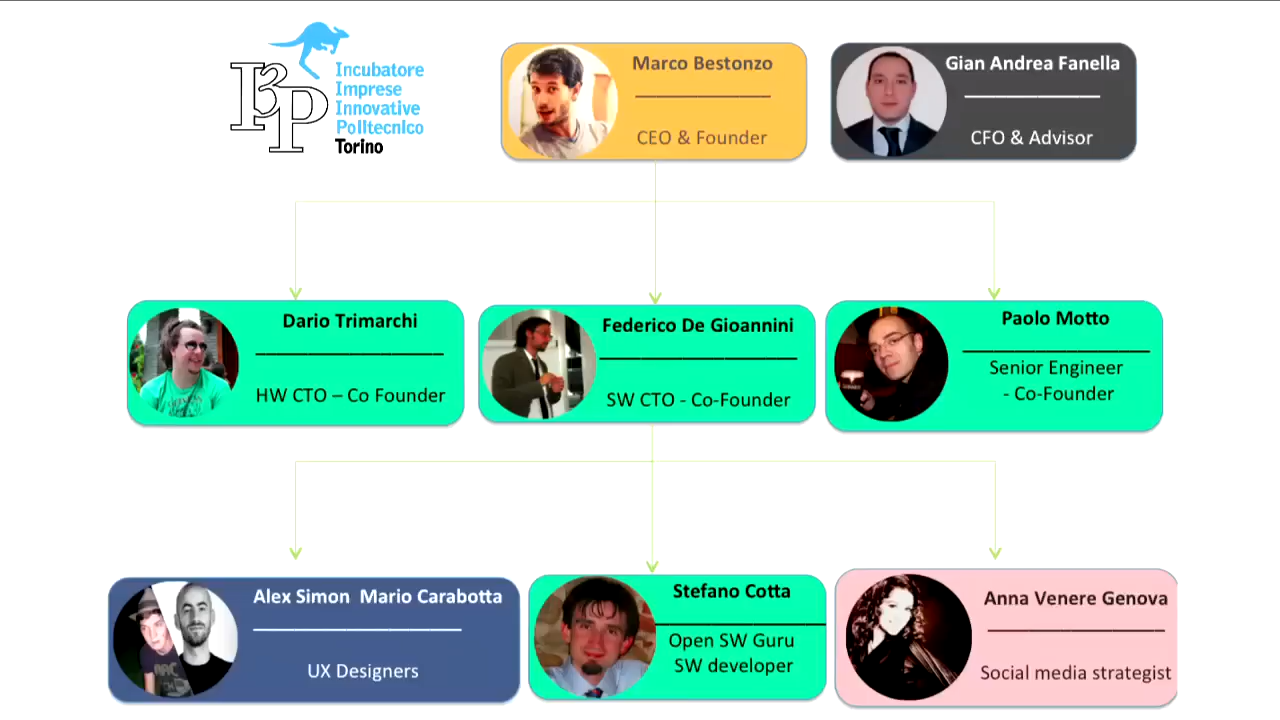 I3P
Incubatore
Imprese
Innovative
Politecnico
Torino
Marco Bestonzo
CEO & Founder
Gian Andrea Fanella
CFO & Advisor
Dario Trimarchi
HW CTO – Co Founder
Federico De Gioannini
SW CTO - Co-Founder
Paolo Motto
Senior Engineer
- Co-Founder
Alex Simon  Mario Carabotta
UX Designers
Stefano Cotta
Open SW Guru
SW developer
Anna Venere Genova
Social media strategist